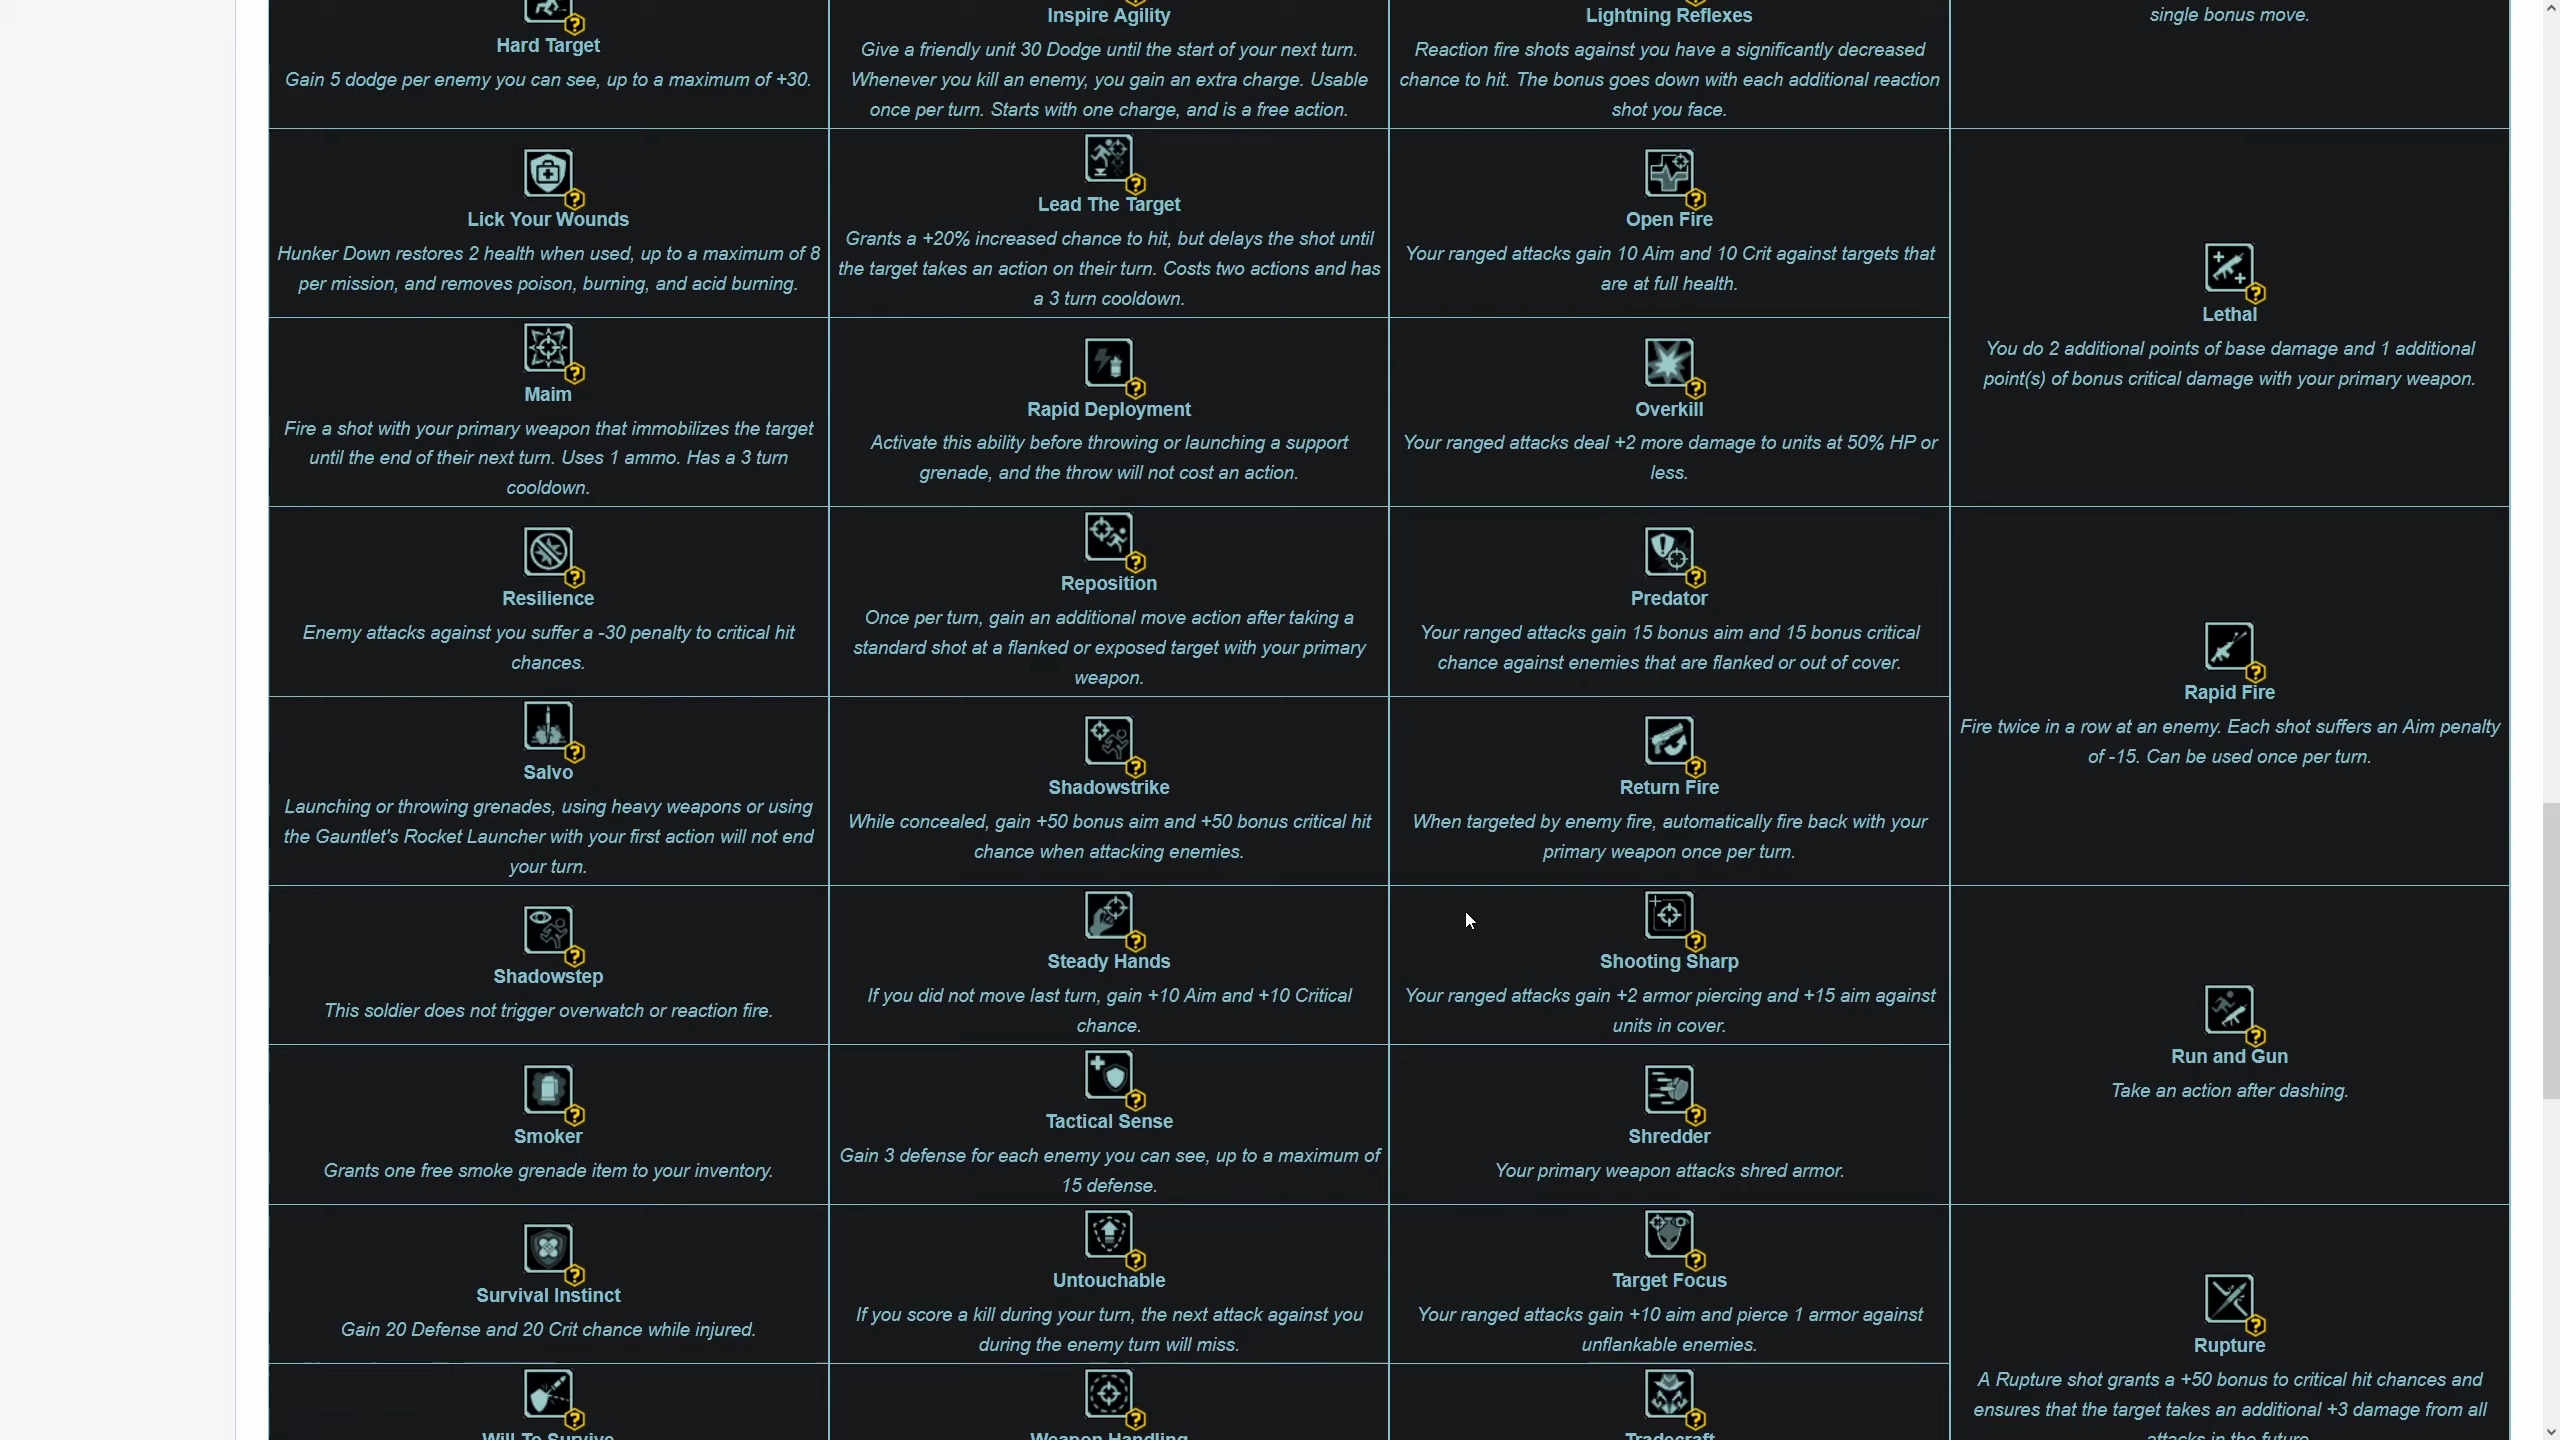 Hard Target
Gain 5 dodge per enemy you can see, up to a maximum of +30.
Inspire Agility
Give a friendly unit 30 Dodge until the start of your next turn.
Whenever you kill an enemy, you gain an extra charge. Usable
once per turn. Starts with one charge, and is a free action.
Lightning Reflexes
Reaction fire shots against you have a significantly decreased
chance to hit. The bonus goes down with each additional reaction
shot you face.
single bonus move.
Lick Your Wounds
Hunker Down restores 2 health when used, up to a maximum of 8
per mission, and removes poison, burning, and acid burning.
Lead The Target
Grants a +20% increased chance to hit, but delays the shot until
the target takes an action on their turn. Costs two actions and has
a 3 turn cooldown.
Open Fire
Your ranged attacks gain 10 Aim and 10 Crit against targets that
are at full health.
Lethal
You do 2 additional points of base damage and 1 additional
point(s) of bonus critical damage with your primary weapon.
Maim
Fire a shot with your primary weapon that immobilizes the target
until the end of their next turn. Uses 1 ammo. Has a 3 turn
cooldown.
Rapid Deployment
Activate this ability before throwing or launching a support
grenade, and the throw will not cost an action.
Overkill
Your ranged attacks deal +2 more damage to units at 50% HP or
less.
Resilience
Enemy attacks against you suffer a -30 penalty to critical hit
chances.
Reposition
Once per turn, gain an additional move action after taking a
standard shot at a flanked or exposed target with your primary
weapon.
Predator
Your ranged attacks gain 15 bonus aim and 15 bonus critical
chance against enemies that are flanked or out of cover.
Rapid Fire
Fire twice in a row at an enemy. Each shot suffers an Aim penalty
of -15. Can be used once per turn.
Salvo
Launching or throwing grenades, using heavy weapons or using
the Gauntlet's Rocket Launcher with your first action will not end
your turn.
Shadowstrike
While concealed, gain +50 bonus aim and +50 bonus critical hit
chance when attacking enemies.
Return Fire
When targeted by enemy fire, automatically fire back with your
primary weapon once per turn.
Shadowstep
This soldier does not trigger overwatch or reaction fire.
Steady Hands
If you did not move last turn, gain +10 Aim and +10 Critical
chance.
Shooting Sharp
Your ranged attacks gain +2 armor piercing and +15 aim against
units in cover.
Run and Gun
Take an action after dashing.
Smoker
Grants one free smoke grenade item to your inventory.
Tactical Sense
Gain 3 defense for each enemy you can see, up to a maximum of
15 defense.
Shredder
Your primary weapon attacks shred armor.
Survival Instinct
Gain 20 Defense and 20 Crit chance while injured.
Untouchable
If you score a kill during your turn, the next attack against you
during the enemy turn will miss.
Target Focus
Your ranged attacks gain +10 aim and pierce 1 armor against
unflankable enemies.
Rupture
A Rupture shot grants a +50 bonus to critical hit chances and
ensures that the target takes an additional +3 damage from all
attacks in the future.
Will To Survive
Weapon Handling
Tradecraft